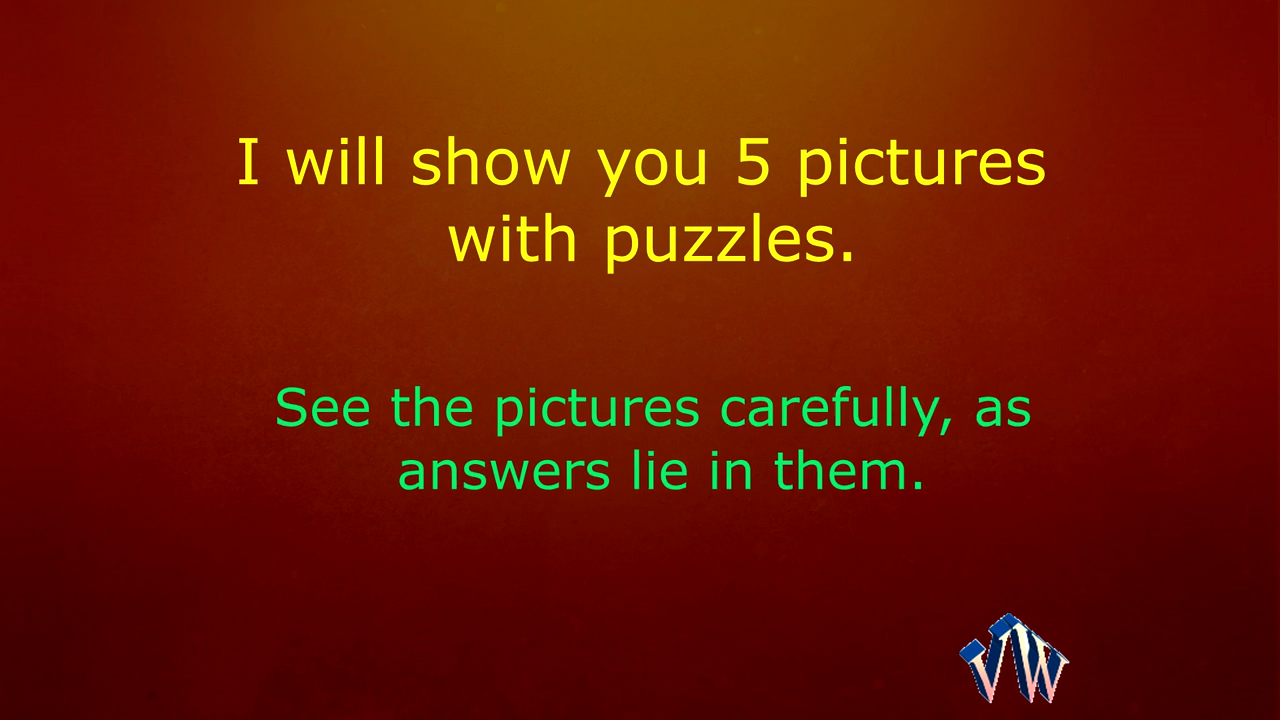 I will show you 5 pictures
with puzzles.
See the pictures carefully, as
answers lie in them.
VW